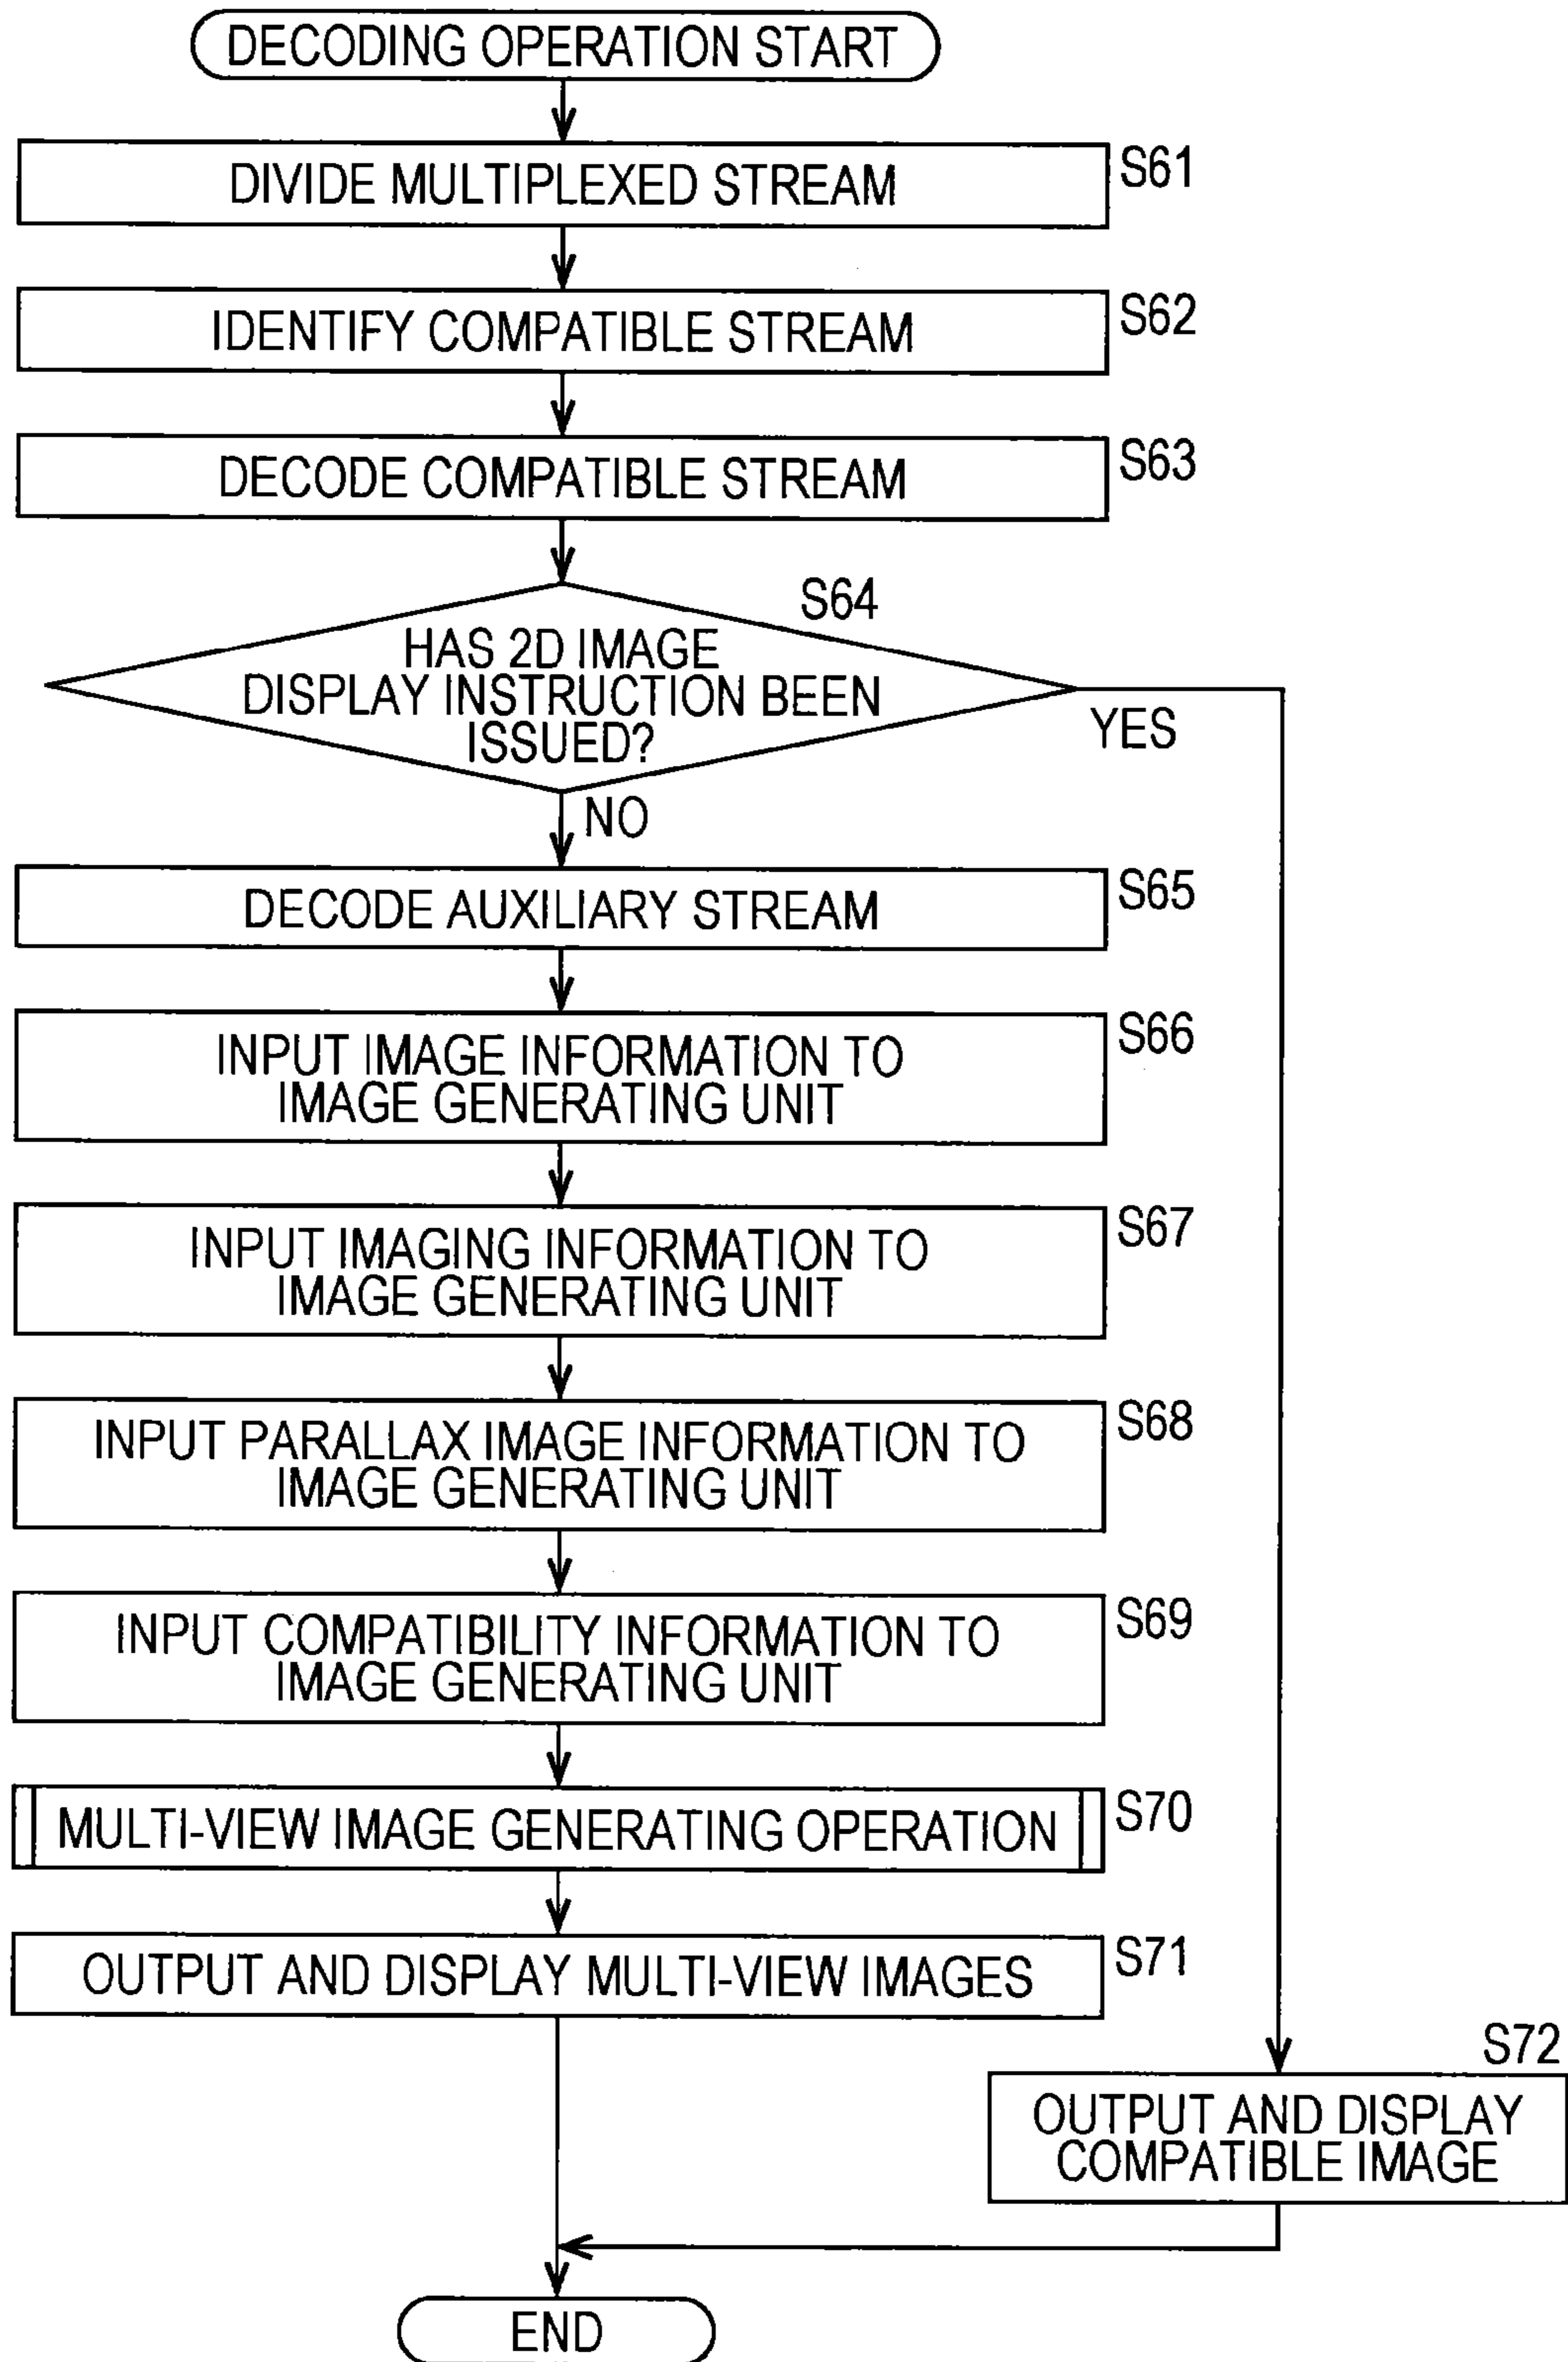 DECODING OPERATION START
DIVIDE MULTIPLEXED STREAM
S61
IDENTIFY COMPATIBLE STREAM
S62
DECODE COMPATIBLE STREAM
S63
S64
HAS 2D IMAGE
DISPLAY INSTRUCTION BEEN
ISSUED?
YES
NO
DECODE AUXILIARY STREAM
S65
INPUT IMAGE INFORMATION TO
IMAGE GENERATING UNIT
S66
INPUT IMAGING INFORMATION TO
IMAGE GENERATING UNIT
S67
INPUT PARALLAX IMAGE INFORMATION TO
IMAGE GENERATING UNIT
S68
INPUT COMPATIBILITY INFORMATION TO
IMAGE GENERATING UNIT
S69
MULTI-VIEW IMAGE GENERATING OPERATION
S70
OUTPUT AND DISPLAY MULTI-VIEW IMAGES
S71
S72
OUTPUT AND DISPLAY
COMPATIBLE IMAGE
END